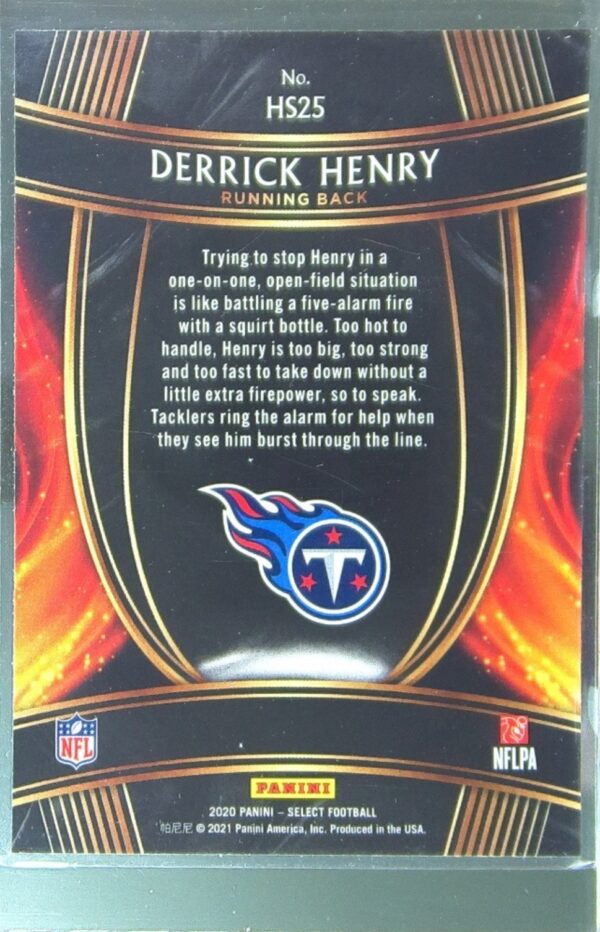 No.
HS25
DERRICK HENRY
RUNNING BACK
Trying to stop Henry in a
one-on-one, open-field situation
is like battling a five-alarm fire
with a squirt bottle. Too hot to
handle, Henry is too big, too strong
and too fast to take down without a
little extra firepower, so to speak.
Tacklers ring the alarm for help when
they see him burst through the line.
T
NFL
NFLPA
PANINI
2020 PANINI – SELECT FOOTBALL
帕尼尼 © 2021 Panini America, Inc. Produced in the USA.